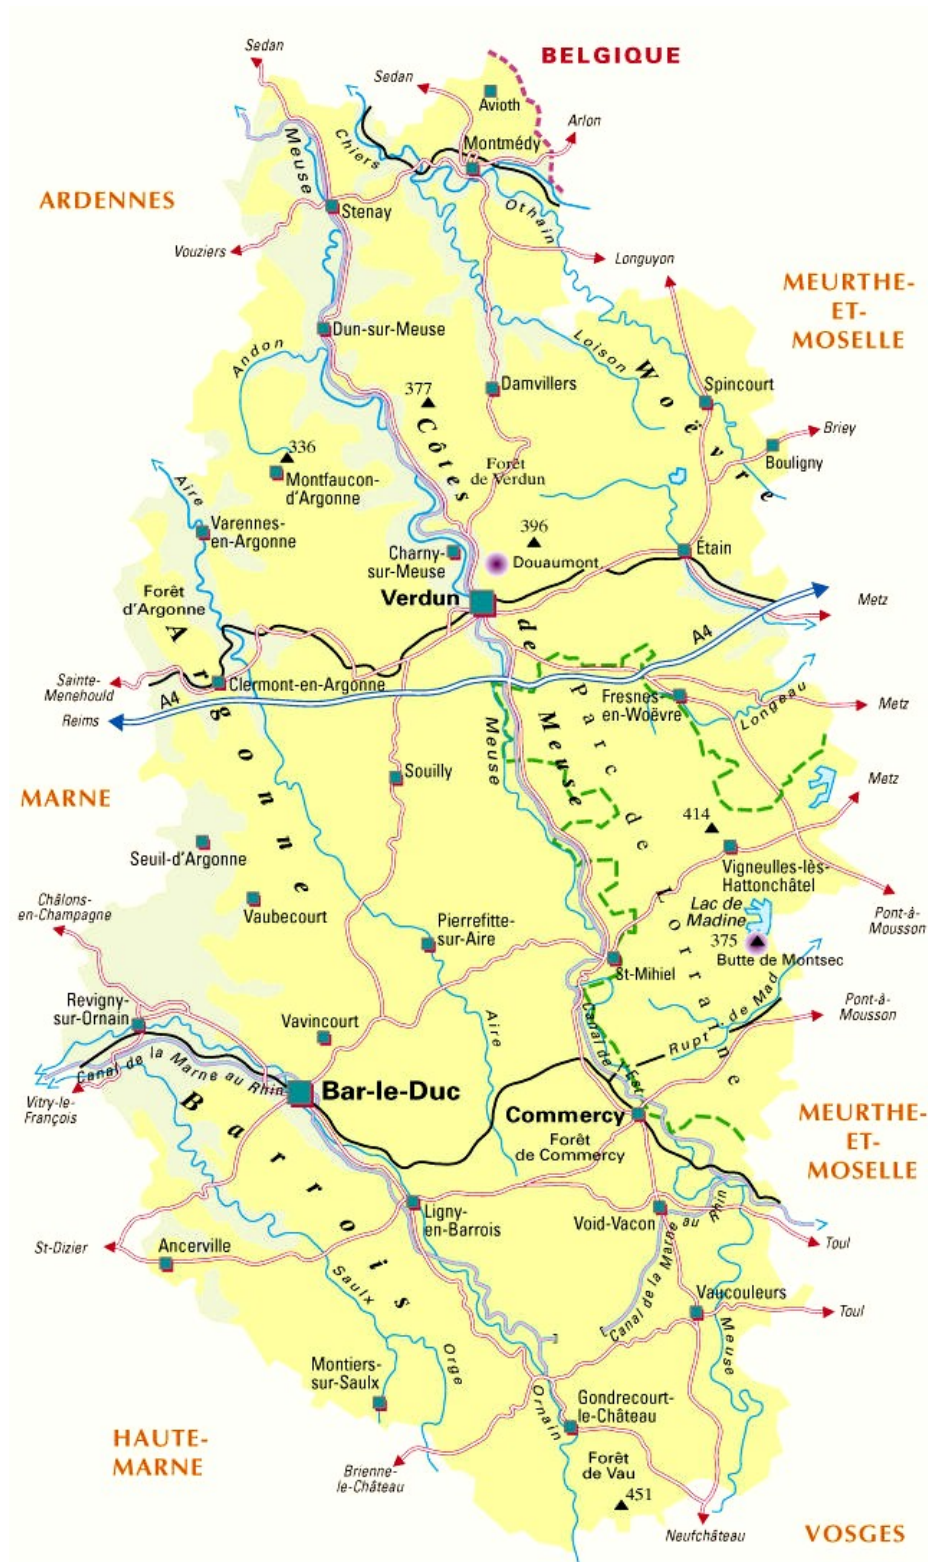 Sedan
BELGIQUE
Sedan
Avioth
Arlon
Meuse
Chiers
Montmédy
ARDENNES
Stenay
Othain
Vouziers
Longuyon
MEURTHE-
ET-
MOSELLE
Dun-sur-Meuse
Andon
Loison
Woëvre
377
Damvillers
Spincourt
Côtes de Meuse
Briey
336
Forêt
de Verdun
Bouligny
Montfaucon-
d'Argonne
Aire
Varennes-
en-Argonne
396
Étain
Charny-
sur-Meuse
Douaumont
Forêt
d'Argonne
Verdun
Metz
Argonne
A4
Sainte-
Menehould
Clermont-en-Argonne
A4
Parc de Lorraine
Fresnes-
en-Woëvre
Longeau
Metz
Reims
Meuse
Souilly
Metz
MARNE
414
Seuil-d'Argonne
Vigneulles-lès-
Hattonchâtel
Châlons-
en-Champagne
Vaubecourt
Lac de
Madine
Pont-à-
Mousson
Pierrefitte-
sur-Aire
375
Butte de Montsec
St-Mihiel
Revigny-
sur-Ornain
Vavincourt
Aire
Canal de l'Est
Rupt de Mad
Pont-à-
Mousson
Canal de la Marne au Rhin
Vitry-le-
François
Bar-le-Duc
Barrois
Commercy
MEURTHE-
ET-
MOSELLE
Forêt
de Commercy
Ligny-
en-Barrois
Void-Vacon
Canal de la Marne au Rhin
St-Dizier
Ancerville
Toul
Saulx
Vaucouleurs
Toul
Meuse
Montiers-
sur-Saulx
Orge
Ornain
Gondrecourt-
le-Château
HAUTE-
MARNE
Brienne-
le-Château
Forêt
de Vau
451
Neufchâteau
VOSGES